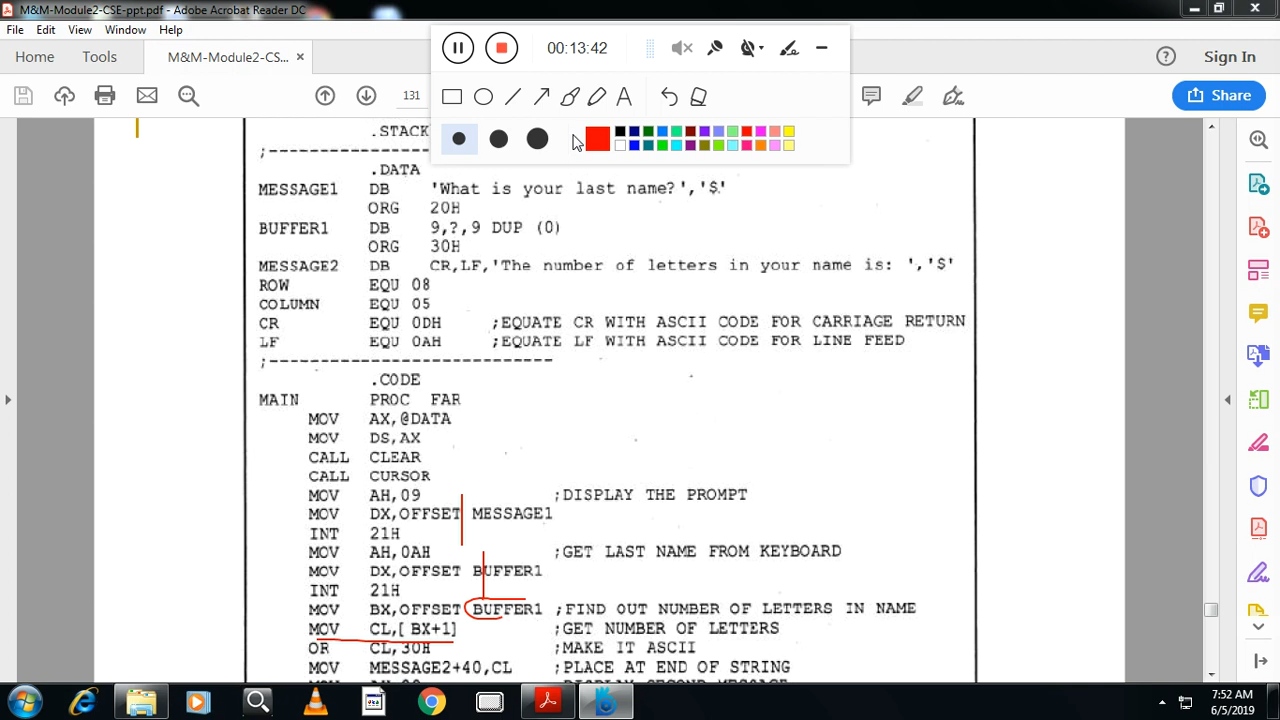 M&M-Module2-CSE-ppt.pdf - Adobe Acrobat Reader DC
File Edit View Window Help
Home Tools M&M-Module2-CS... ×
00:13:42
Sign In
131
Share
.STACK
;--------------------
.DATA
MESSAGE1 DB 'What is your last name?','$'
ORG 20H
BUFFER1 DB 9,?,9 DUP (0)
ORG 30H
MESSAGE2 DB CR,LF,'The number of letters in your name is: ','$'
ROW EQU 08
COLUMN EQU 05
CR EQU 0DH ;EQUATE CR WITH ASCII CODE FOR CARRIAGE RETURN
LF EQU 0AH ;EQUATE LF WITH ASCII CODE FOR LINE FEED
;----------------------------
.CODE
MAIN PROC FAR
MOV AX,@DATA
MOV DS,AX
CALL CLEAR
CALL CURSOR
MOV AH,09 ;DISPLAY THE PROMPT
MOV DX,OFFSET MESSAGE1
INT 21H
MOV AH,0AH ;GET LAST NAME FROM KEYBOARD
MOV DX,OFFSET BUFFER1
INT 21H
MOV BX,OFFSET BUFFER1 ;FIND OUT NUMBER OF LETTERS IN NAME
MOV CL,[ BX+1] ;GET NUMBER OF LETTERS
OR CL,30H ;MAKE IT ASCII
MOV MESSAGE2+40,CL ;PLACE AT END OF STRING
7:52 AM
6/5/2019